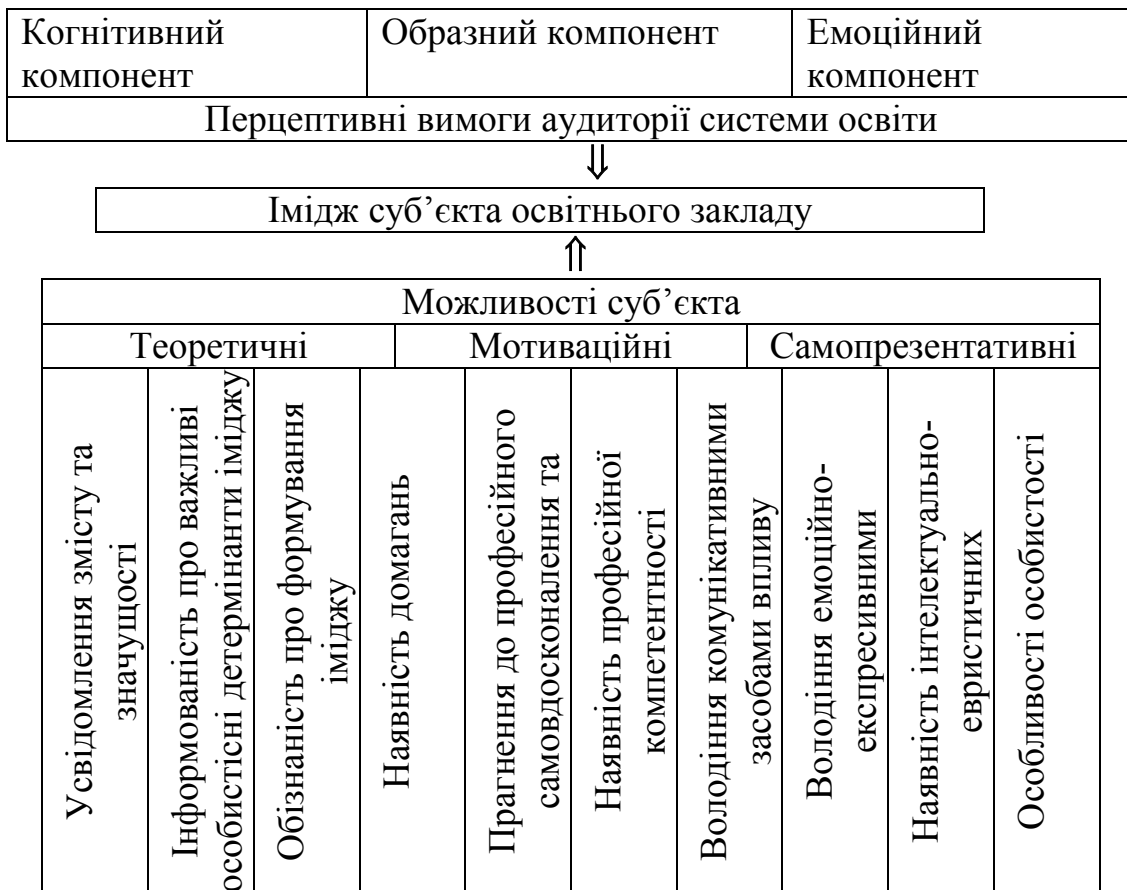 Когнітивний
компонент
Образний компонент
Емоційний
компонент
Перцептивні вимоги аудиторії системи освіти
⇓
Імідж суб’єкта освітнього закладу
⇑
Можливості суб’єкта
Теоретичні
Мотиваційні
Самопрезентативні
Усвідомлення змісту та
значущості
Інформованість про важливі
особистісні детермінанти іміджу
Обізнаність про формування
іміджу
Наявність домагань
Прагнення до професійного
самовдосконалення та
Наявність професійної
компетентності
Володіння комунікативними
засобами впливу
Володіння емоційно-
експресивними
Наявність інтелектуально-
евристичних
Особливості особистості